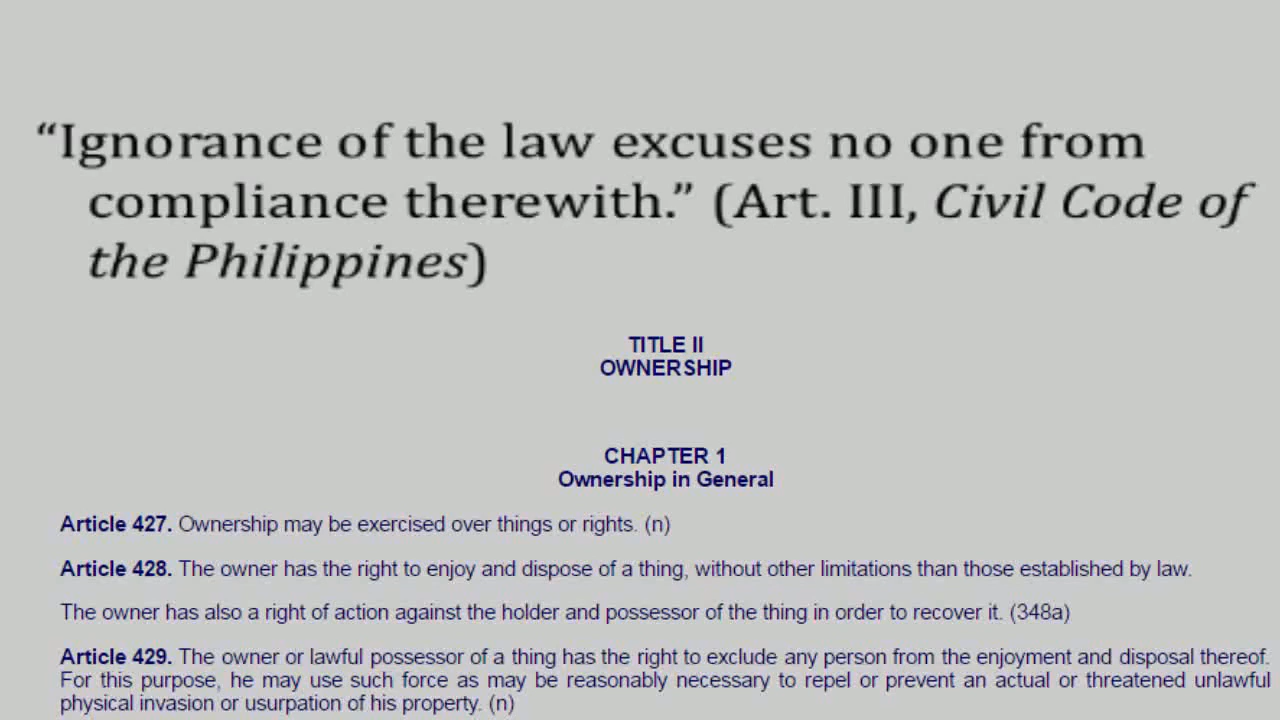 “Ignorance of the law excuses no one from
compliance therewith.” (Art. III, Civil Code of
the Philippines)
TITLE II
OWNERSHIP
CHAPTER 1
Ownership in General
Article 427. Ownership may be exercised over things or rights. (n)
Article 428. The owner has the right to enjoy and dispose of a thing, without other limitations than those established by law.
The owner has also a right of action against the holder and possessor of the thing in order to recover it. (348a)
Article 429. The owner or lawful possessor of a thing has the right to exclude any person from the enjoyment and disposal thereof.
For this purpose, he may use such force as may be reasonably necessary to repel or prevent an actual or threatened unlawful
physical invasion or usurpation of his property. (n)